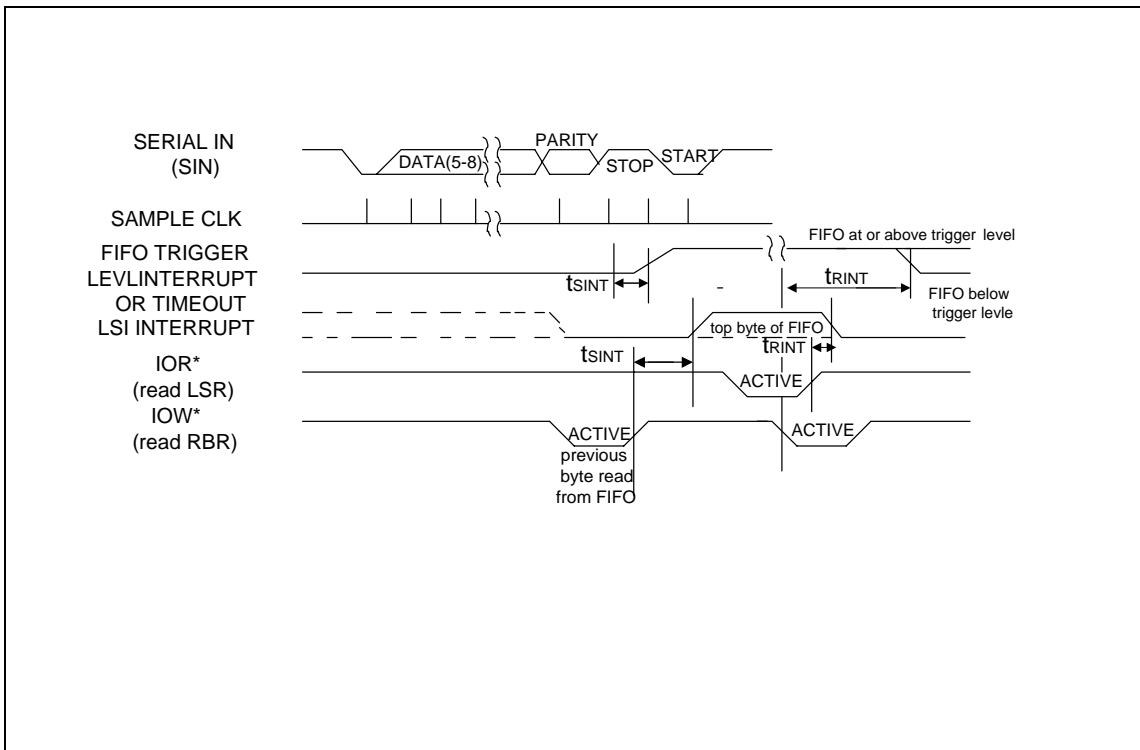 SERIAL IN
(SIN)
DATA(5-8)
PARITY
STOP
START
SAMPLE CLK
FIFO TRIGGER
LEVLINTERRUPT
OR TIMEOUT
tSINT
FIFO at or above trigger level
tRINT
FIFO below
trigger levle
LSI INTERRUPT
top byte of FIFO
tSINT
tRINT
IOR*
(read LSR)
ACTIVE
IOW*
(read RBR)
ACTIVE
previous
byte read
from FIFO
ACTIVE